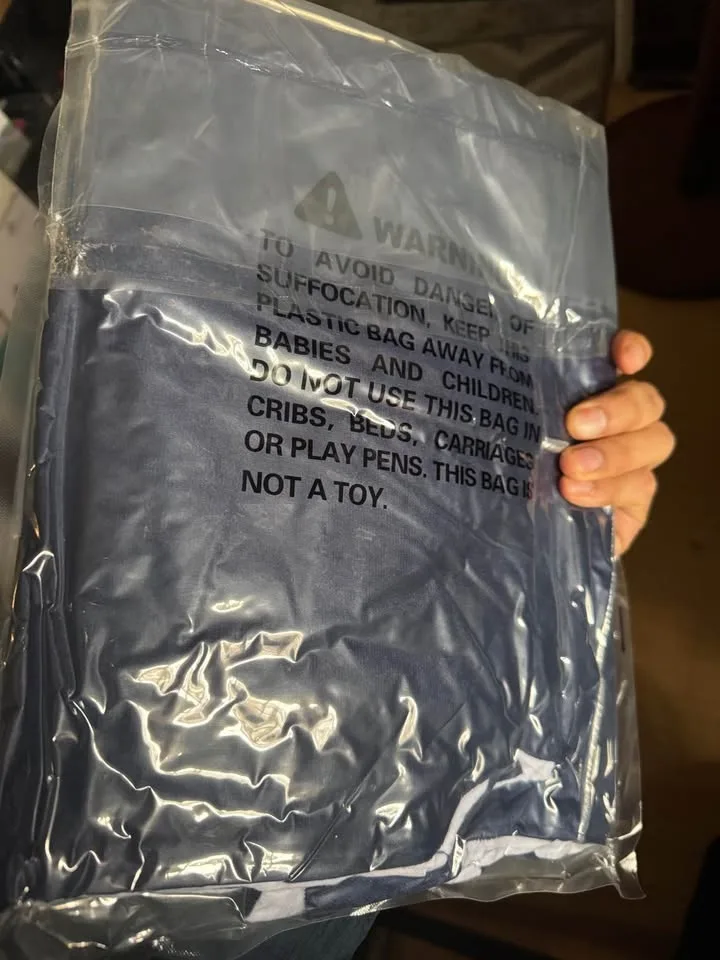 WARNING
TO AVOID DANGER OF
SUFFOCATION, KEEP THIS
PLASTIC BAG AWAY FROM
BABIES AND CHILDREN.
DO NOT USE THIS BAG IN
CRIBS, BEDS, CARRIAGES
OR PLAY PENS. THIS BAG IS
NOT A TOY.